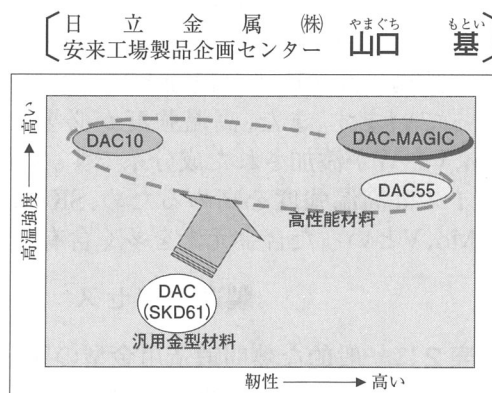 日立金属(株)
安来工場製品企画センター 山口 基
やまぐち もとい
高い
高温強度
DAC10
DAC-MAGIC
DAC55
高性能材料
DAC
(SKD61)
汎用金型材料
靭性 高い